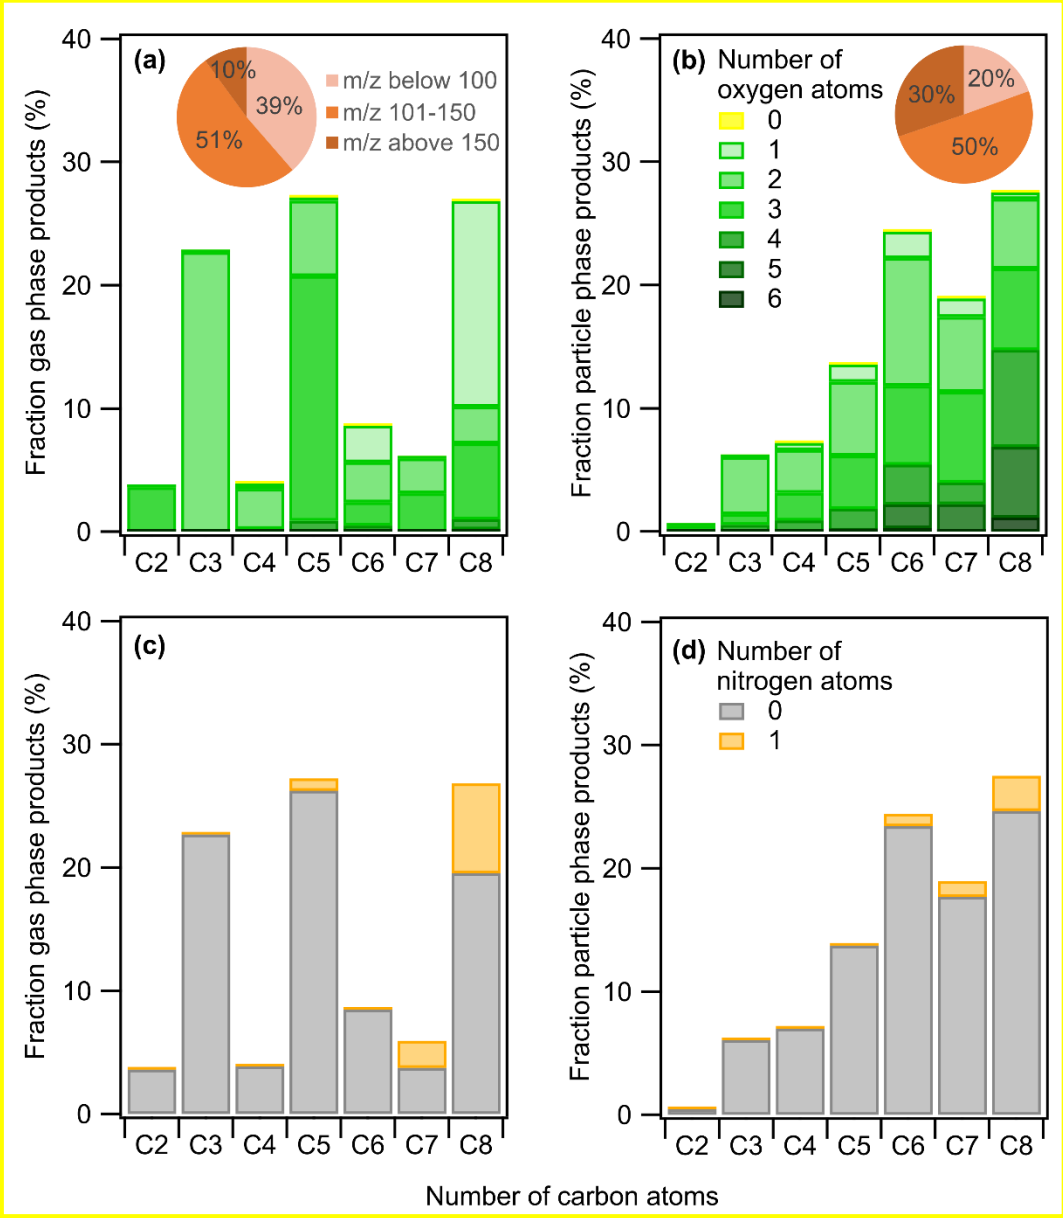 (a)
40
30
20
10
0
Fraction gas phase products (%)
10%
39%
51%
m/z below 100
m/z 101-150
m/z above 150
C2 C3 C4 C5 C6 C7 C8
(b)
Number of
oxygen atoms
0
1
2
3
4
5
6
20%
30%
50%
40
30
20
10
0
Fraction particle phase products (%)
C2 C3 C4 C5 C6 C7 C8
(c)
40
30
20
10
0
Fraction gas phase products (%)
C2 C3 C4 C5 C6 C7 C8
(d)
Number of
nitrogen atoms
0
1
40
30
20
10
0
Fraction particle phase products (%)
C2 C3 C4 C5 C6 C7 C8
Number of carbon atoms